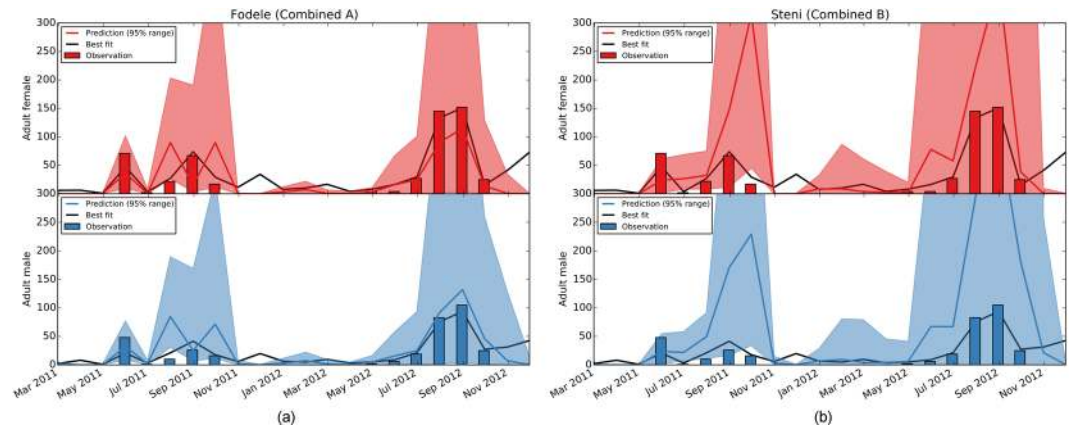 Fodele (Combined A)
300
250
200
150
100
50
300
250
200
150
100
50
0
Adult female
Adult male
Prediction (95% range)
Best fit
Observation
Prediction (95% range)
Best fit
Observation
Mar 2011
May 2011
Jul 2011
Sep 2011
Nov 2011
Jan 2012
Mar 2012
May 2012
Jul 2012
Sep 2012
Nov 2012
(a)
Steni (Combined B)
300
250
200
150
100
50
300
250
200
150
100
50
0
Adult female
Adult male
Prediction (95% range)
Best fit
Observation
Prediction (95% range)
Best fit
Observation
Mar 2011
May 2011
Jul 2011
Sep 2011
Nov 2011
Jan 2012
Mar 2012
May 2012
Jul 2012
Sep 2012
Nov 2012
(b)